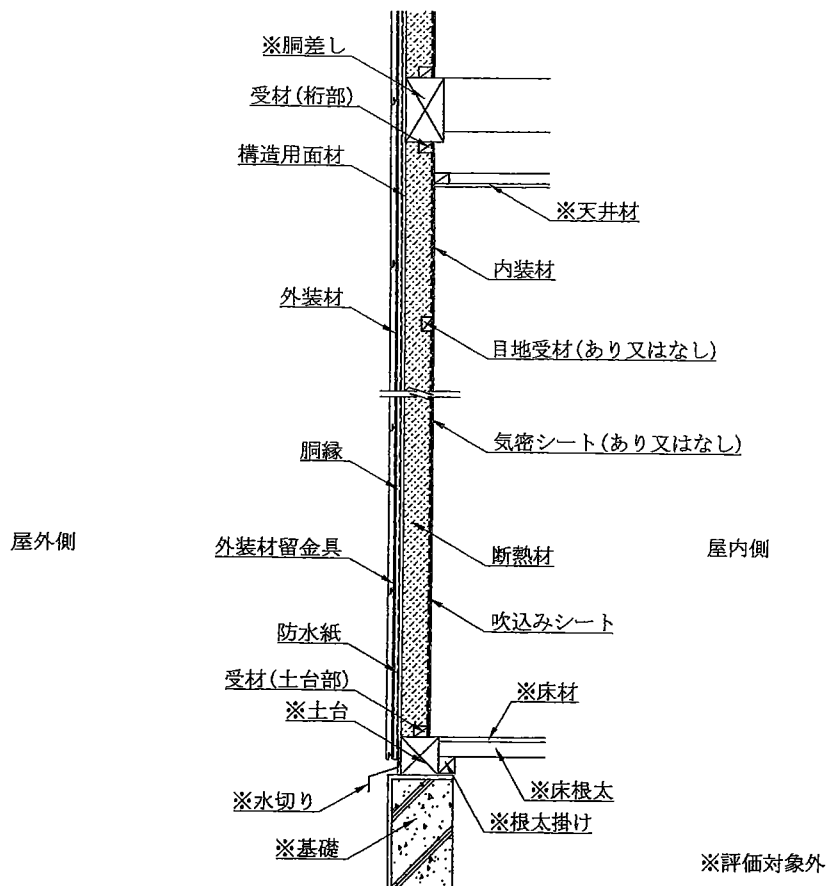 ※胴差し
受材(桁部)
構造用面材
※天井材
内装材
外装材
目地受材(あり又はなし)
気密シート(あり又はなし)
胴縁
屋外側
外装材留金具
断熱材
屋内側
吹込みシート
防水紙
受材(土台部)
※床材
※土台
※床根太
※水切り
※根太掛け
※基礎
※評価対象外